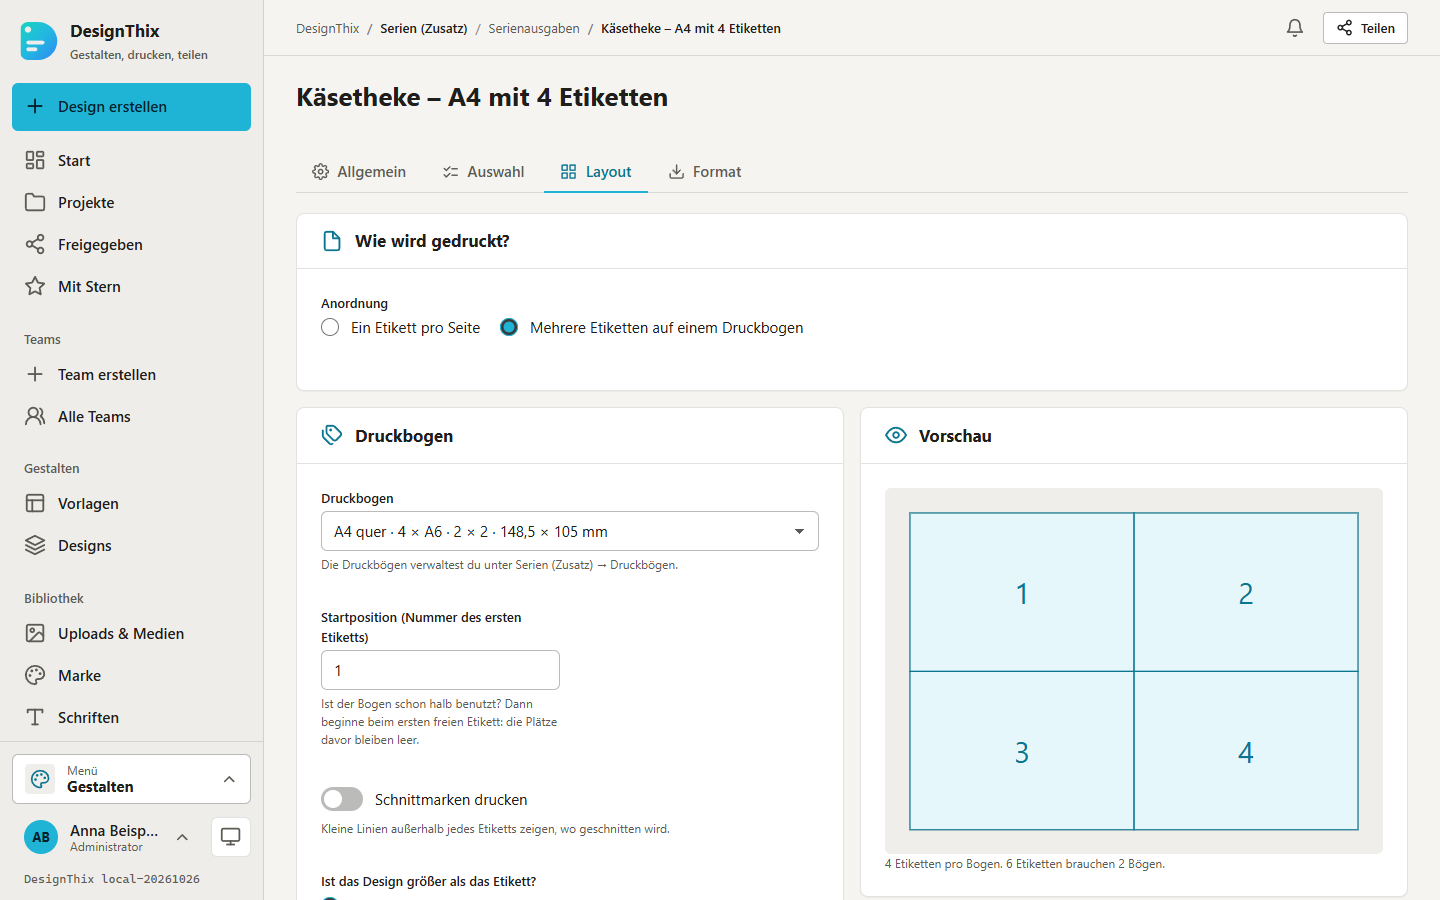 DesignThix
Gestalten, drucken, teilen
Design erstellen
Start
Projekte
Freigegeben
Mit Stern
Teams
Team erstellen
Alle Teams
Gestalten
Vorlagen
Designs
Bibliothek
Uploads & Medien
Marke
Schriften
Menü
Gestalten
AB
Anna Beisp...
Administrator
DesignThix local-20261026
DesignThix / Serien (Zusatz) / Serienausgaben / Käsetheke – A4 mit 4 Etiketten
Teilen
Käsetheke – A4 mit 4 Etiketten
Allgemein
Auswahl
Layout
Format
Wie wird gedruckt?
Anordnung
Ein Etikett pro Seite
Mehrere Etiketten auf einem Druckbogen
Druckbogen
Druckbogen
A4 quer · 4 × A6 · 2 × 2 · 148,5 × 105 mm
Die Druckbögen verwaltest du unter Serien (Zusatz) → Druckbögen.
Startposition (Nummer des ersten
Etiketts)
1
Ist der Bogen schon halb benutzt? Dann
beginne beim ersten freien Etikett: die Plätze
davor bleiben leer.
Schnittmarken drucken
Kleine Linien außerhalb jedes Etiketts zeigen, wo geschnitten wird.
Ist das Design größer als das Etikett?
Vorschau
1
2
3
4
4 Etiketten pro Bogen. 6 Etiketten brauchen 2 Bögen.